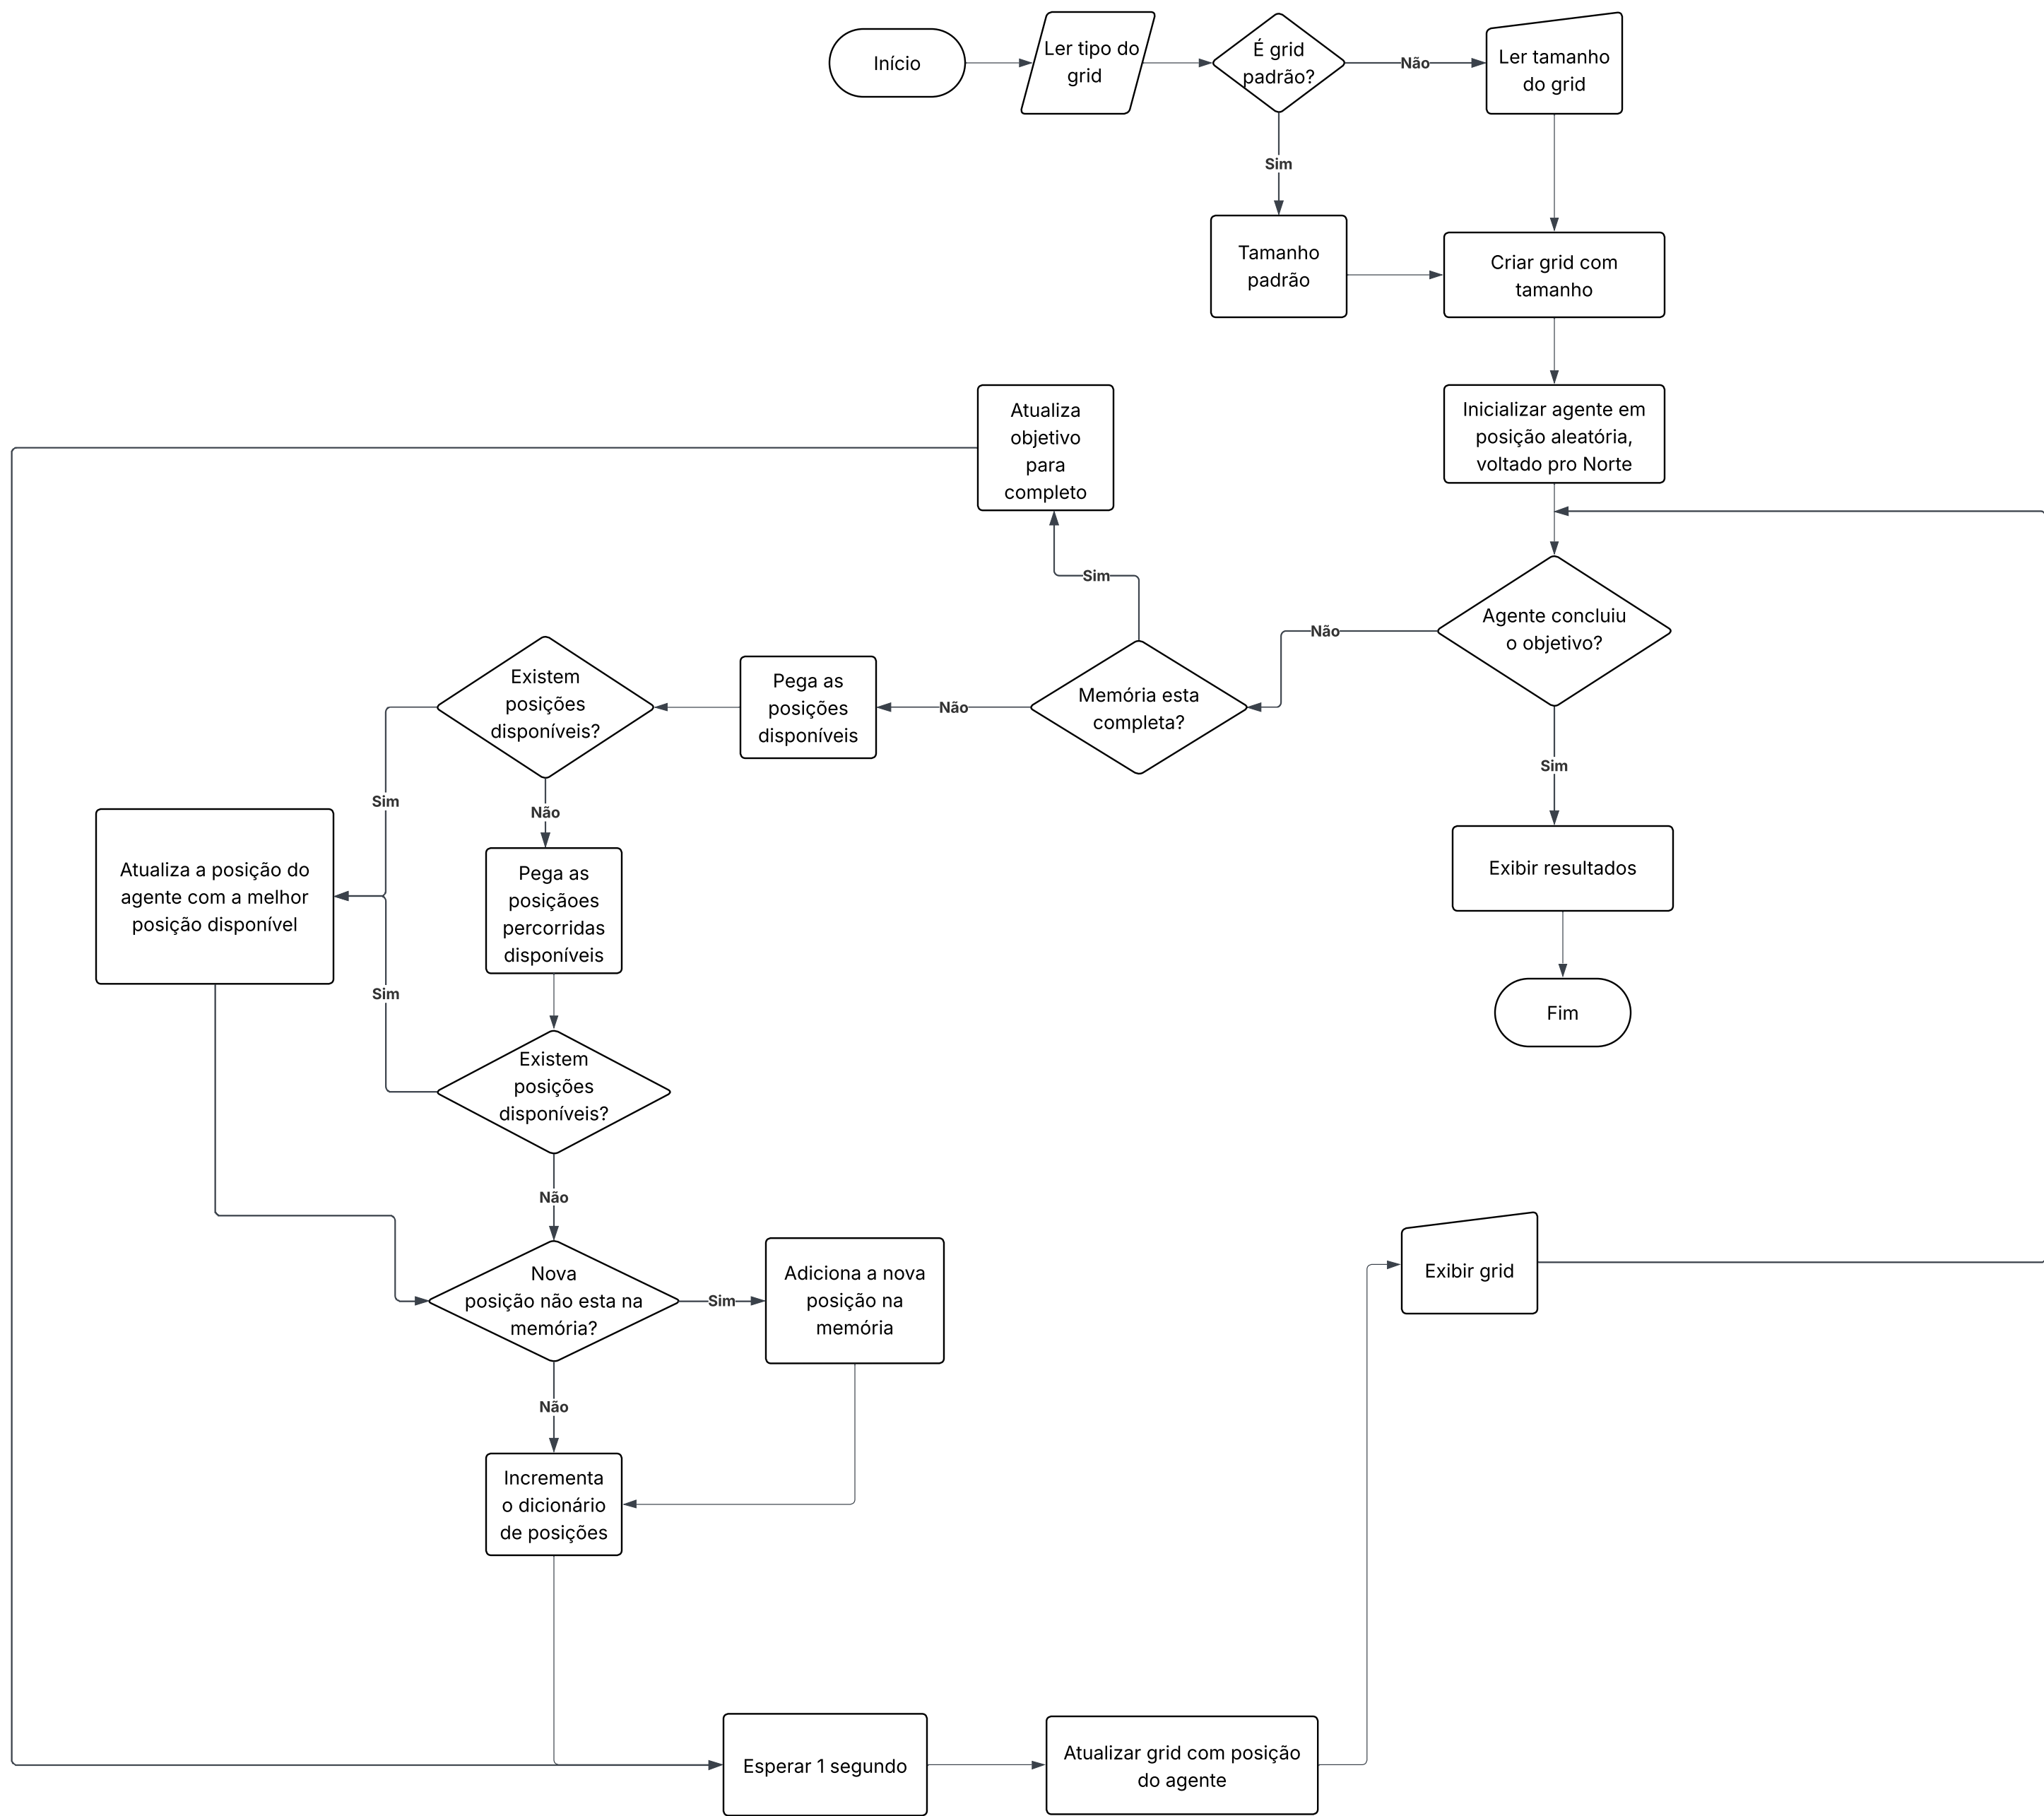 Início
Ler tipo do
grid
É grid
padrão?
Não
Ler tamanho
do grid
Sim
Tamanho
padrão
Criar grid com
tamanho
Atualiza
objetivo
para
completo
Inicializar agente em
posição aleatória,
voltado pro Norte
Sim
Agente concluiu
o objetivo?
Não
Existem
posições
disponíveis?
Pega as
posições
disponíveis
Não
Memória esta
completa?
Sim
Sim
Não
Atualiza a posição do
agente com a melhor
posição disponível
Pega as
posiçãoes
percorridas
disponíveis
Exibir resultados
Sim
Fim
Existem
posições
disponíveis?
Não
Nova
posição não esta na
memória?
Sim
Adiciona a nova
posição na
memória
Exibir grid
Não
Incrementa
o dicionário
de posições
Esperar 1 segundo
Atualizar grid com posição
do agente